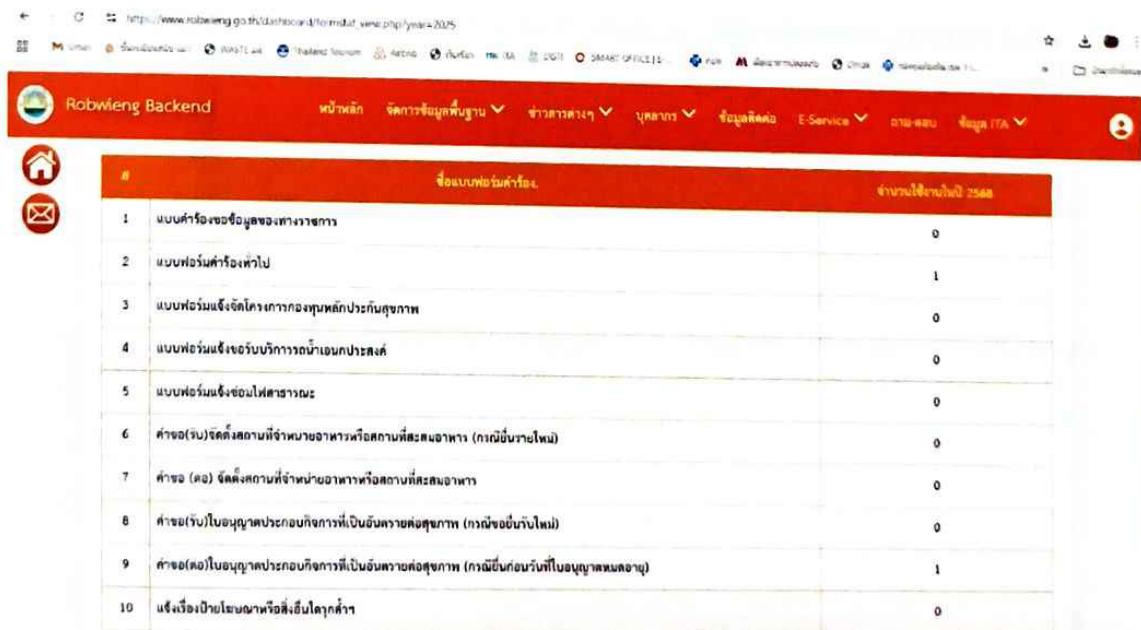 https://www.robwieng.go.th/dashboard/formstat_view.php?year=2025
WASTE
Thailand Tourism
Airbnb
ITA
SMART OFFICE
Robwieng Backend
หน้าหลัก จัดการข้อมูลพื้นฐาน ข่าวสารต่างๆ บุคลากร ข้อมูลติดต่อ E-Service ถาม-ตอบ ข้อมูล ITA
# ชื่อแบบฟอร์มคำร้อง. จำนวนใช้งานในปี 2568
1 แบบคำร้องขอข้อมูลของทางราชการ 0
2 แบบฟอร์มคำร้องทั่วไป 1
3 แบบฟอร์มแจ้งจัดโครงการกองทุนหลักประกันสุขภาพ 0
4 แบบฟอร์มแจ้งขอรับบริการรถน้ำเอนกประสงค์ 0
5 แบบฟอร์มแจ้งซ่อมไฟสาธารณะ 0
6 คำขอ(รับ)จัดตั้งสถานที่จำหน่ายอาหารหรือสถานที่สะสมอาหาร (กรณียื่นรายใหม่) 0
7 คำขอ (ต่อ) จัดตั้งสถานที่จำหน่ายอาหารหรือสถานที่สะสมอาหาร 0
8 คำขอ(รับ)ใบอนุญาตประกอบกิจการที่เป็นอันตรายต่อสุขภาพ (กรณีขอยื่นรับใหม่) 0
9 คำขอ(ต่อ)ใบอนุญาตประกอบกิจการที่เป็นอันตรายต่อสุขภาพ (กรณียื่นก่อนวันที่ใบอนุญาตหมดอายุ) 1
10 แจ้งเรื่องป้ายโฆษณาหรือสิ่งอื่นใดรุกล้ำฯ 0